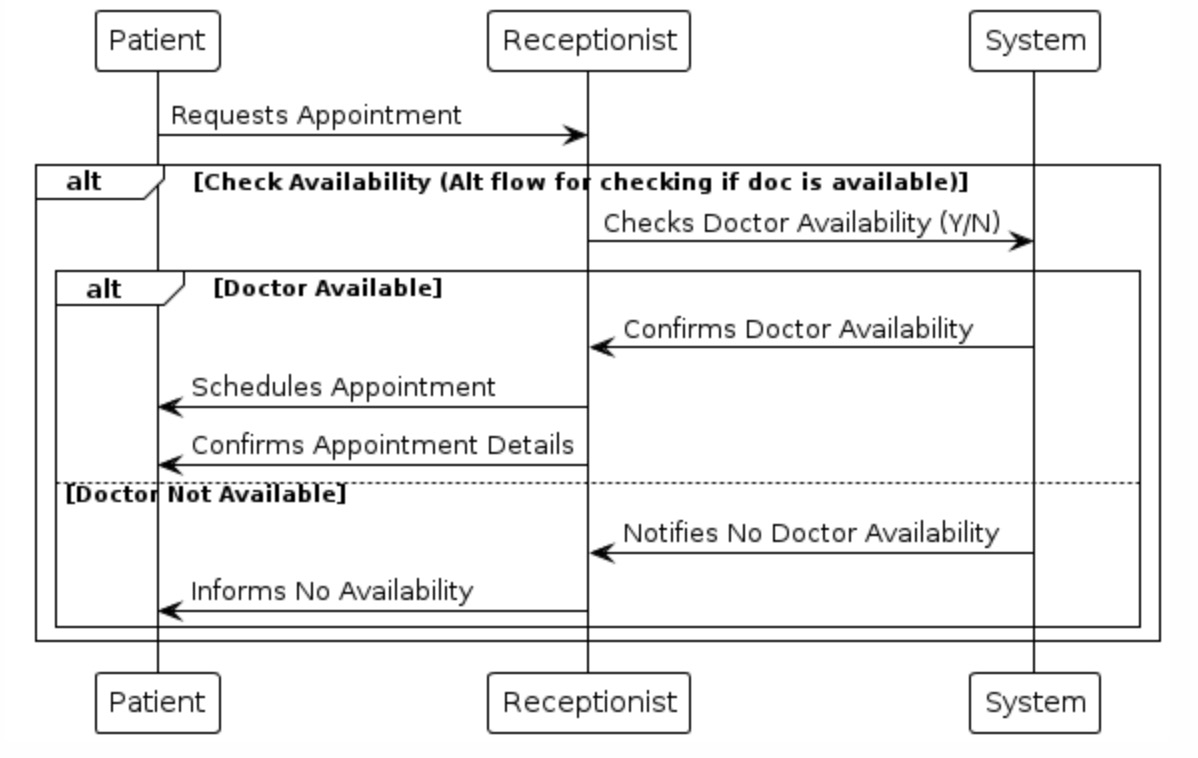 Patient
Receptionist
System
Requests Appointment
alt
[Check Availability (Alt flow for checking if doc is available)]
Checks Doctor Availability (Y/N)
alt
[Doctor Available]
Confirms Doctor Availability
Schedules Appointment
Confirms Appointment Details
[Doctor Not Available]
Notifies No Doctor Availability
Informs No Availability
Patient
Receptionist
System